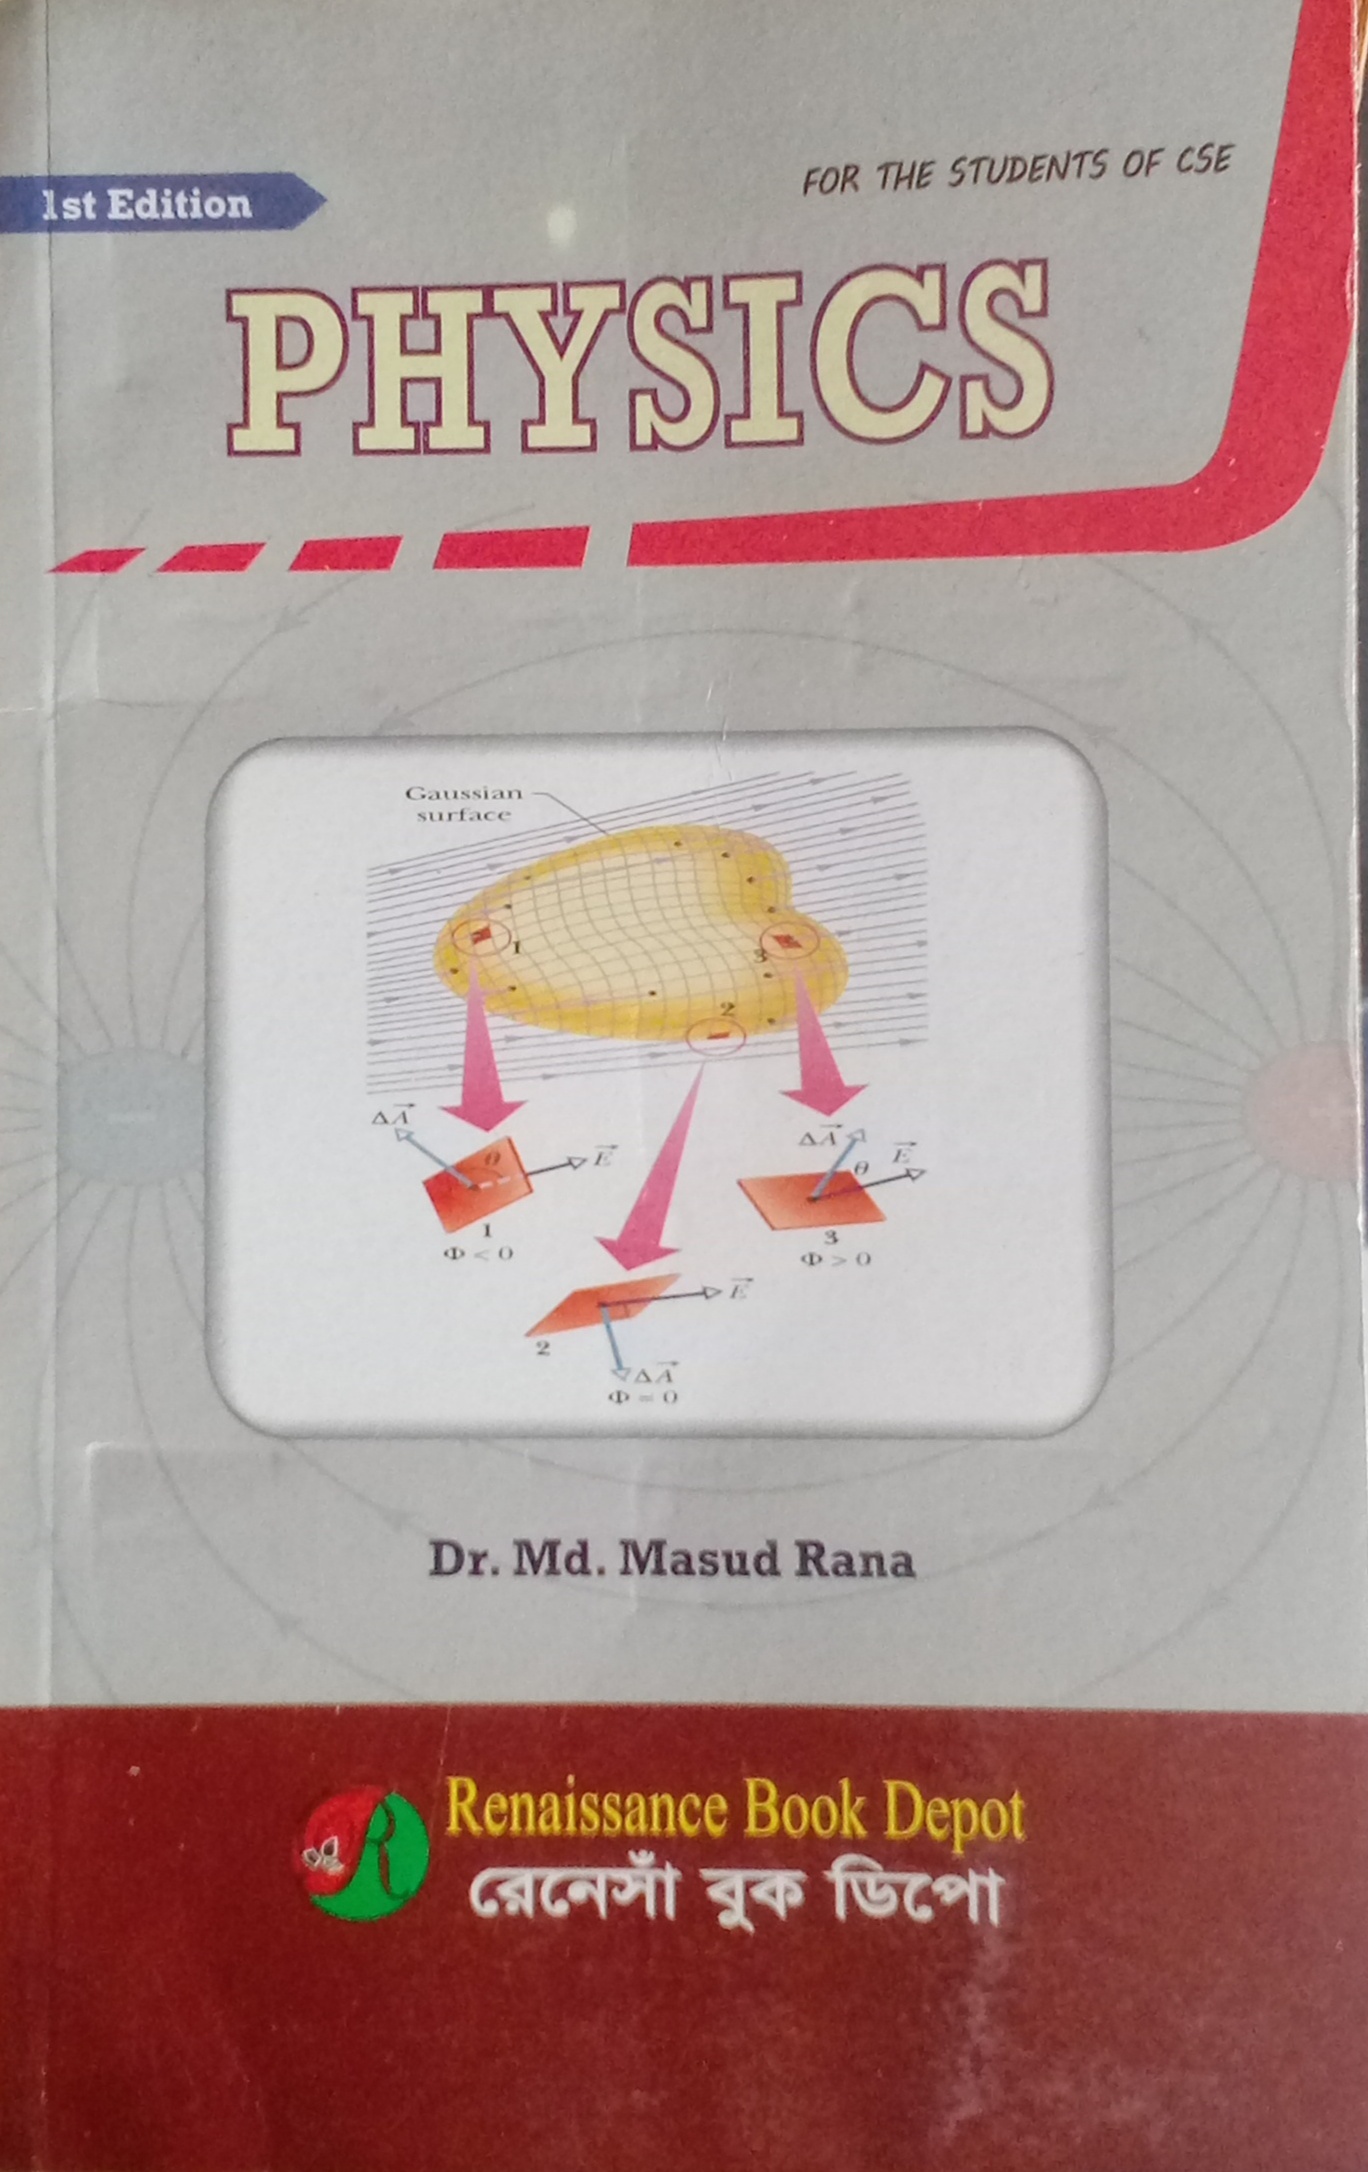 FOR THE STUDENTS OF CSE
1st Edition
PHYSICS
Gaussian
surface
1
3
2
ΔA⃗
θ
E⃗
1
Φ < 0
ΔA⃗
θ
E⃗
3
Φ > 0
E⃗
2
ΔA⃗
Φ = 0
−
+
Dr. Md. Masud Rana
R
Renaissance Book Depot
রেনেসাঁ বুক ডিপো